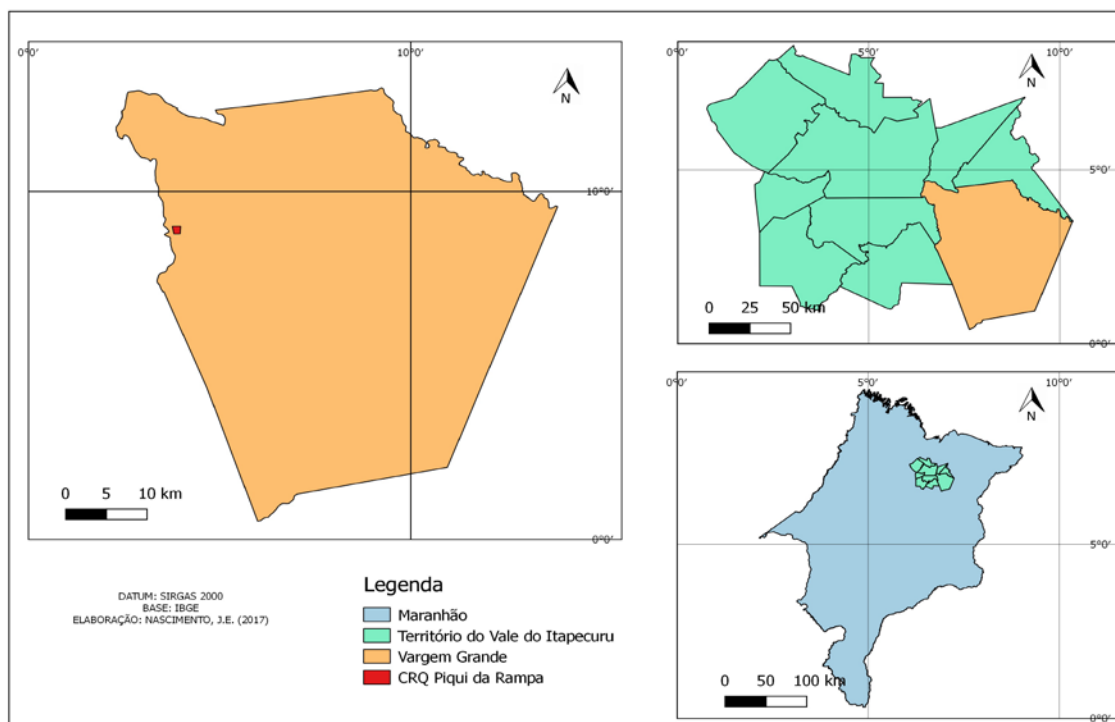 0°0′ 10°0′
N
10°0′
0 5 10 km
0°0′
0°0′ 5°0′ 10°0′
N
5°0′
0 25 50 km
0°0′
0°0′ 5°0′ 10°0′
N
5°0′
0 50 100 km
0°0′
DATUM: SIRGAS 2000
BASE: IBGE
ELABORAÇÃO: NASCIMENTO, J.E. (2017)
Legenda
Maranhão
Território do Vale do Itapecuru
Vargem Grande
CRQ Piqui da Rampa